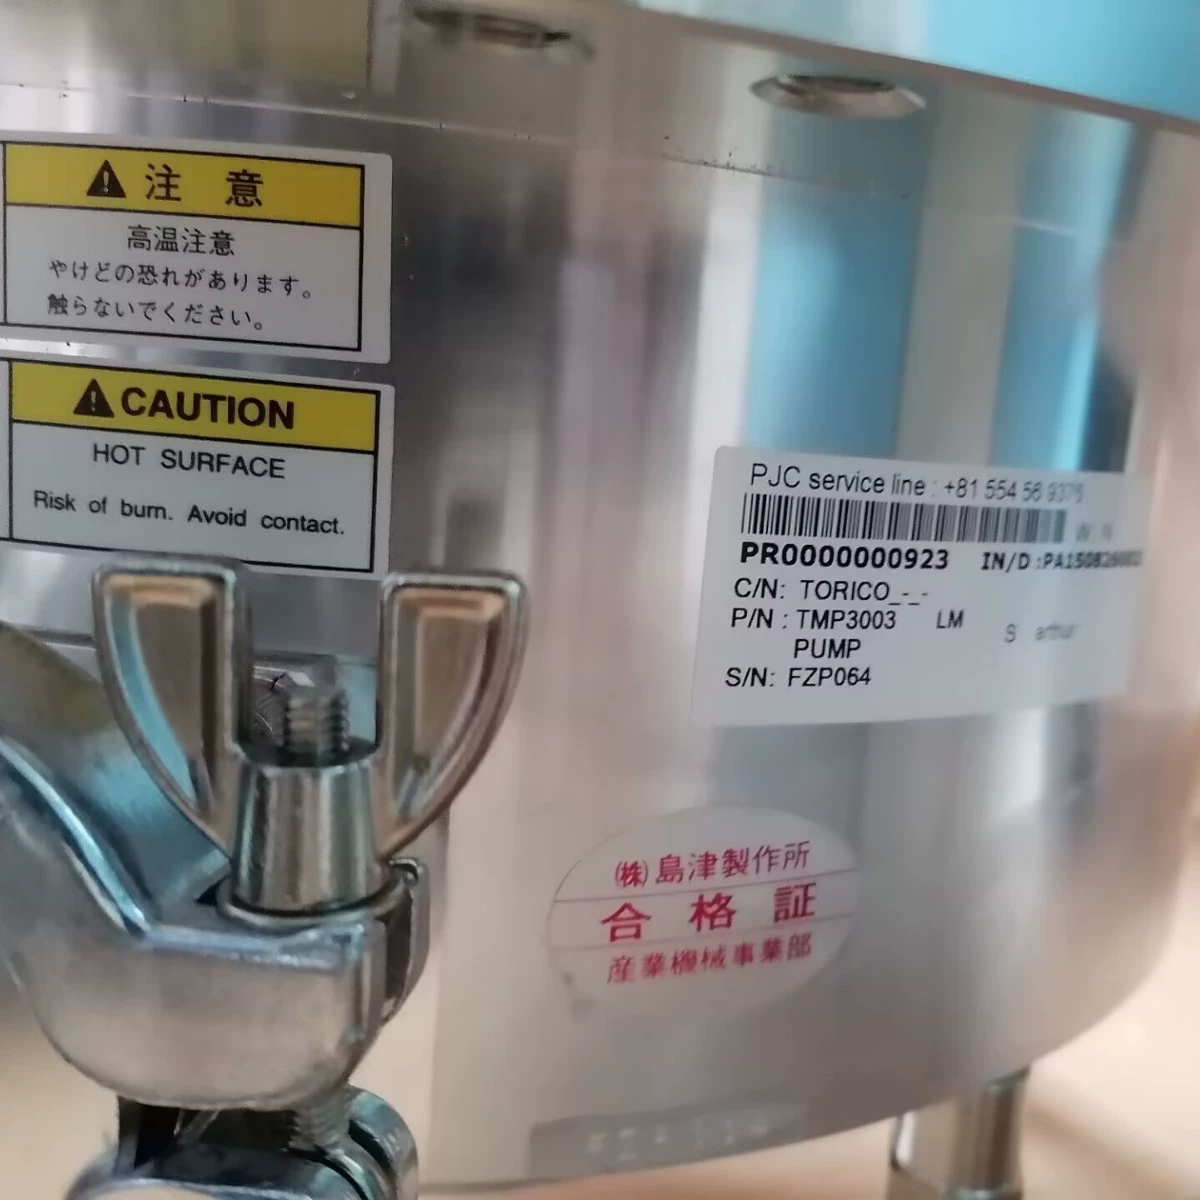 注 意
高温注意
やけどの恐れがあります。
触らないでください。
CAUTION
HOT SURFACE
Risk of burn. Avoid contact.
PJC service line : +81 554 56 9376
W N
PR0000000923 IN/D :
C/N: TORICO_-_-
P/N : TMP3003 LM
PUMP
S/N: FZP064
S arthur
(株)島津製作所
合 格 証
産業機械事業部